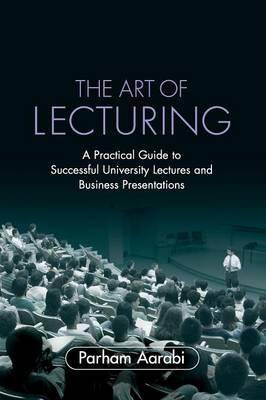 THE ART OF
LECTURING
A Practical Guide to
Successful University Lectures and
Business Presentations
Parham Aarabi